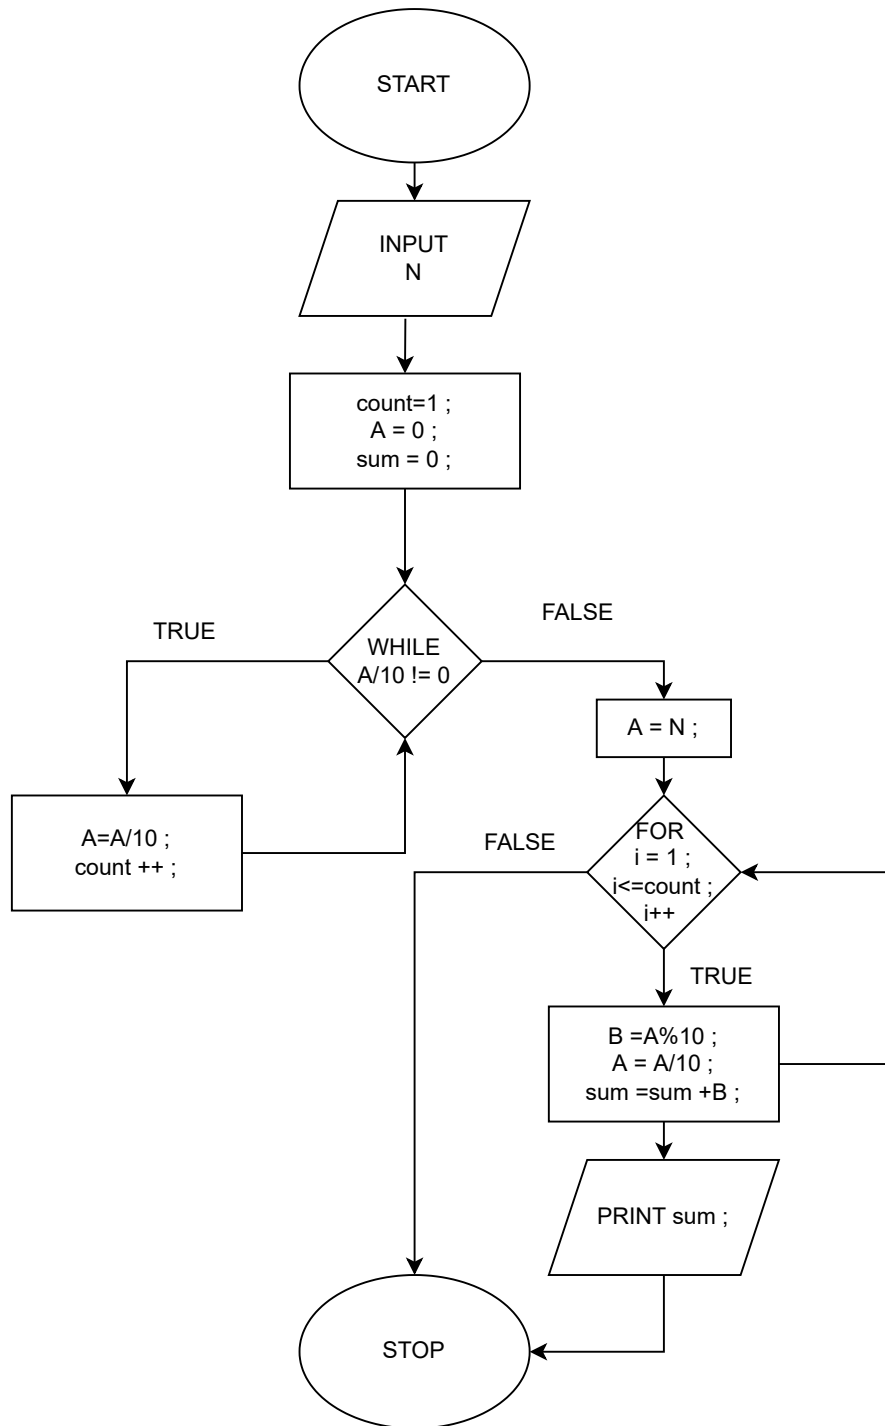 START
INPUT
N
count=1 ;
A = 0 ;
sum = 0 ;
TRUE
FALSE
WHILE
A/10 != 0
A = N ;
A=A/10 ;
count ++ ;
FALSE
FOR
i = 1 ;
i<=count ;
i++
TRUE
B =A%10 ;
A = A/10 ;
sum =sum +B ;
PRINT sum ;
STOP